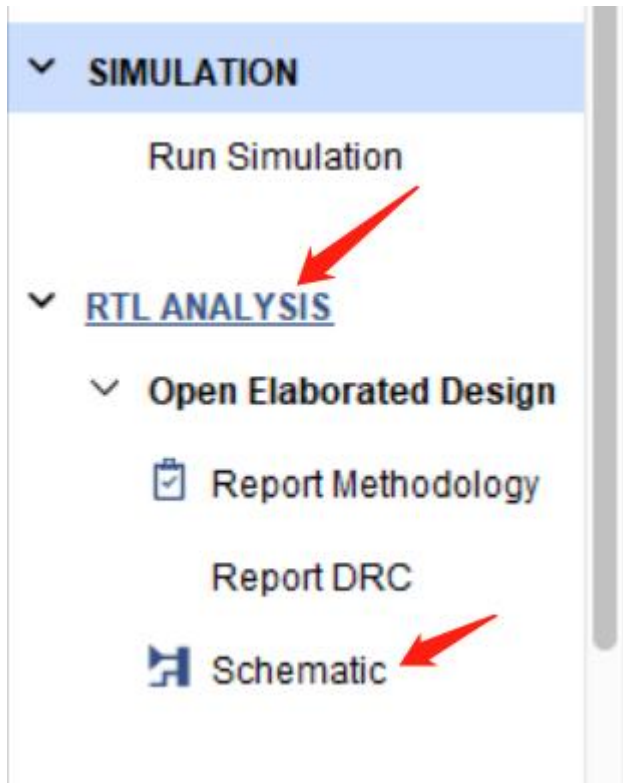 SIMULATION
Run Simulation
RTL ANALYSIS
Open Elaborated Design
Report Methodology
Report DRC
Schematic